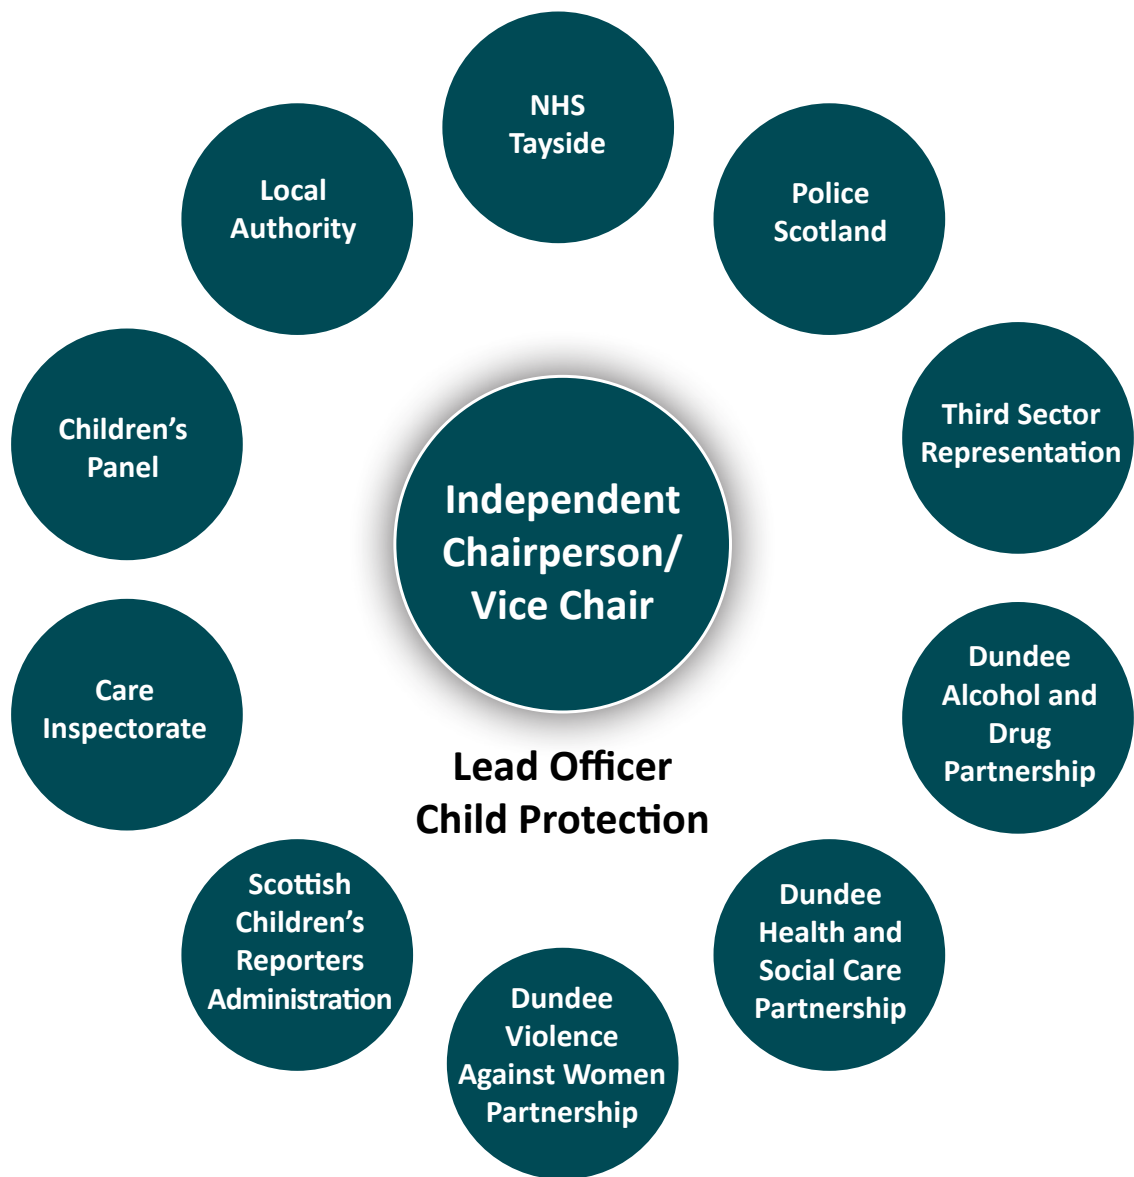 NHS
Tayside
Police
Scotland
Third Sector
Representation
Dundee
Alcohol and
Drug
Partnership
Dundee
Health and
Social Care
Partnership
Dundee
Violence
Against Women
Partnership
Scottish
Children’s
Reporters
Administration
Care
Inspectorate
Children’s
Panel
Local
Authority
Independent
Chairperson/
Vice Chair
Lead Officer
Child Protection